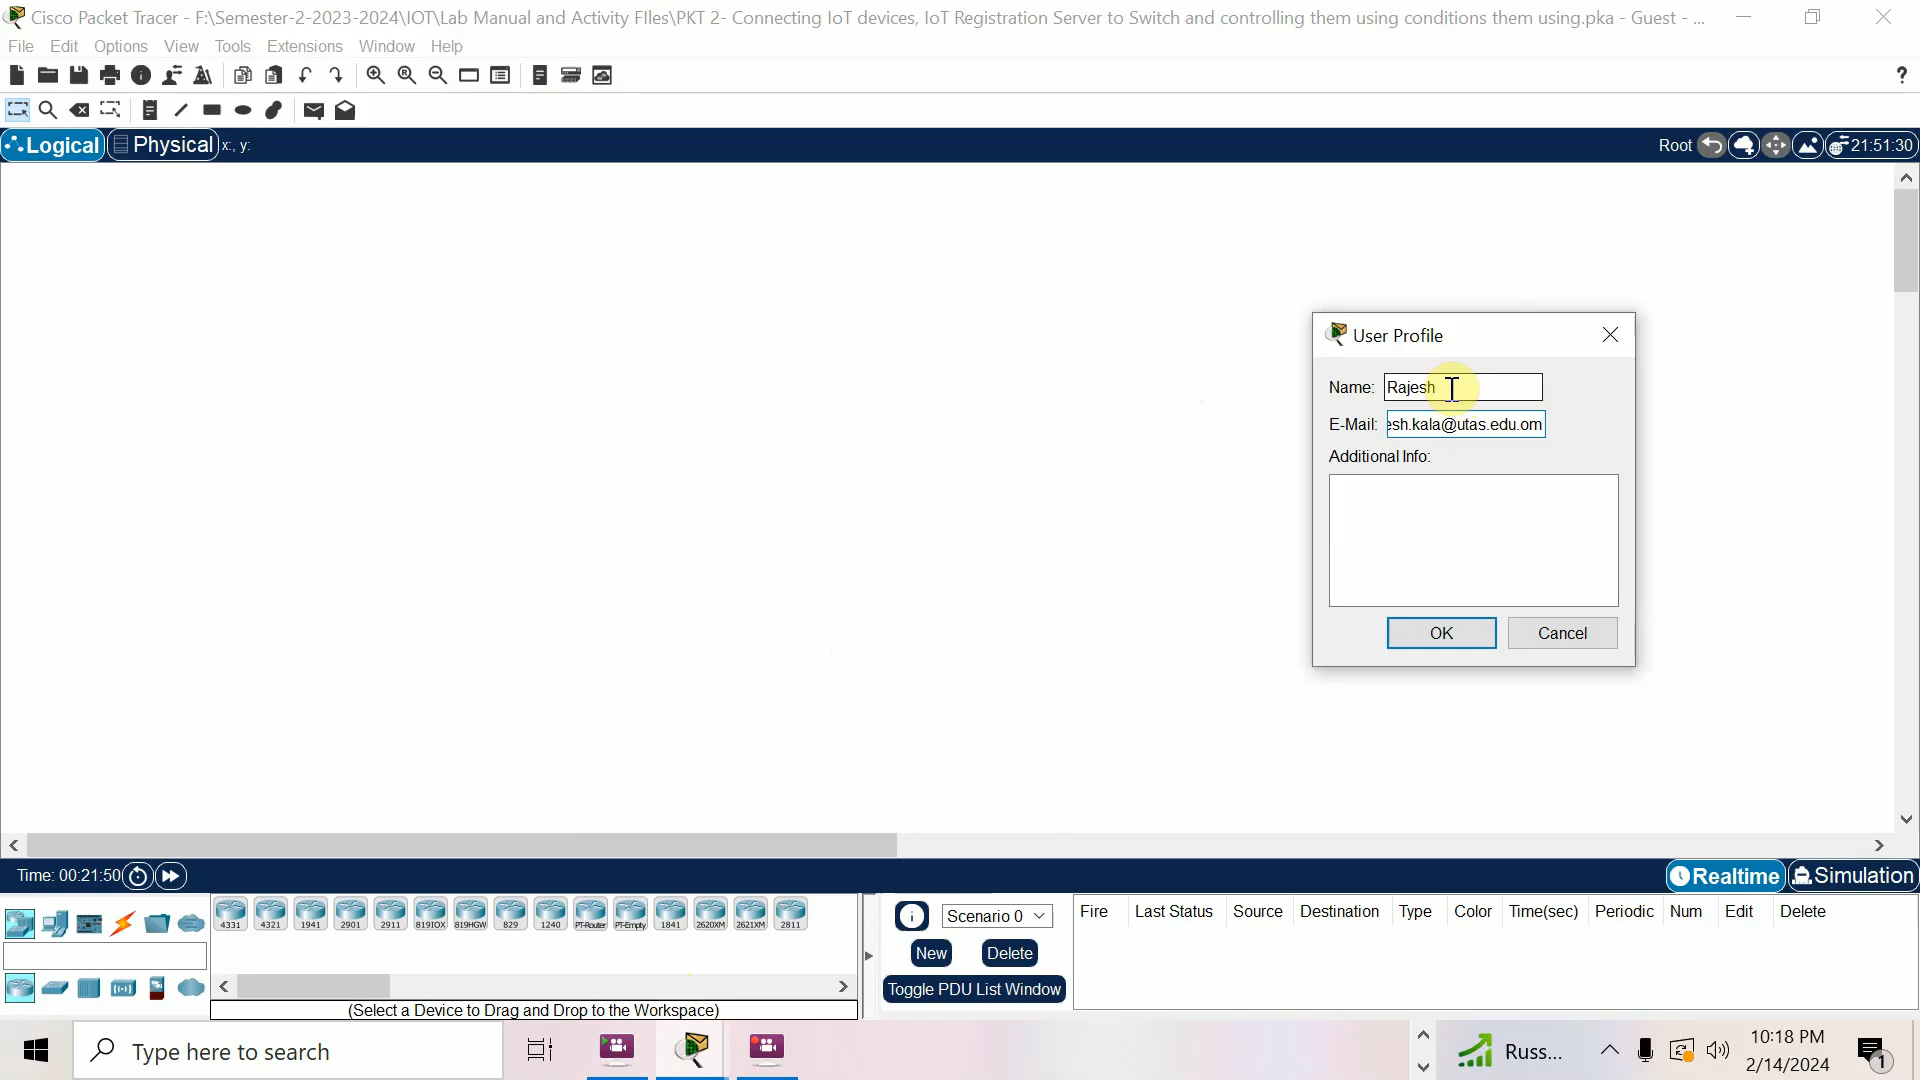 Cisco Packet Tracer - F:\Semester-2-2023-2024\IOT\Lab Manual and Activity FIles\PKT 2- Connecting IoT devices, IoT Registration Server to Switch and controlling them using conditions them using.pka - Guest - ...
File Edit Options View Tools Extensions Window Help
?
Logical Physical x:, y: Root 21:51:30
User Profile
Name: Rajesh
E-Mail: esh.kala@utas.edu.om
Additional Info:
OK Cancel
Time: 00:21:50 Realtime Simulation
4331 4321 1941 2901 2911 819IOX 819HGW 829 1240 PT-Router PT-Empty 1841 2620XM 2621XM 2811
Scenario 0
New Delete
Toggle PDU List Window
Fire Last Status Source Destination Type Color Time(sec) Periodic Num Edit Delete
(Select a Device to Drag and Drop to the Workspace)
Type here to search
Russ...
10:18 PM
2/14/2024
1